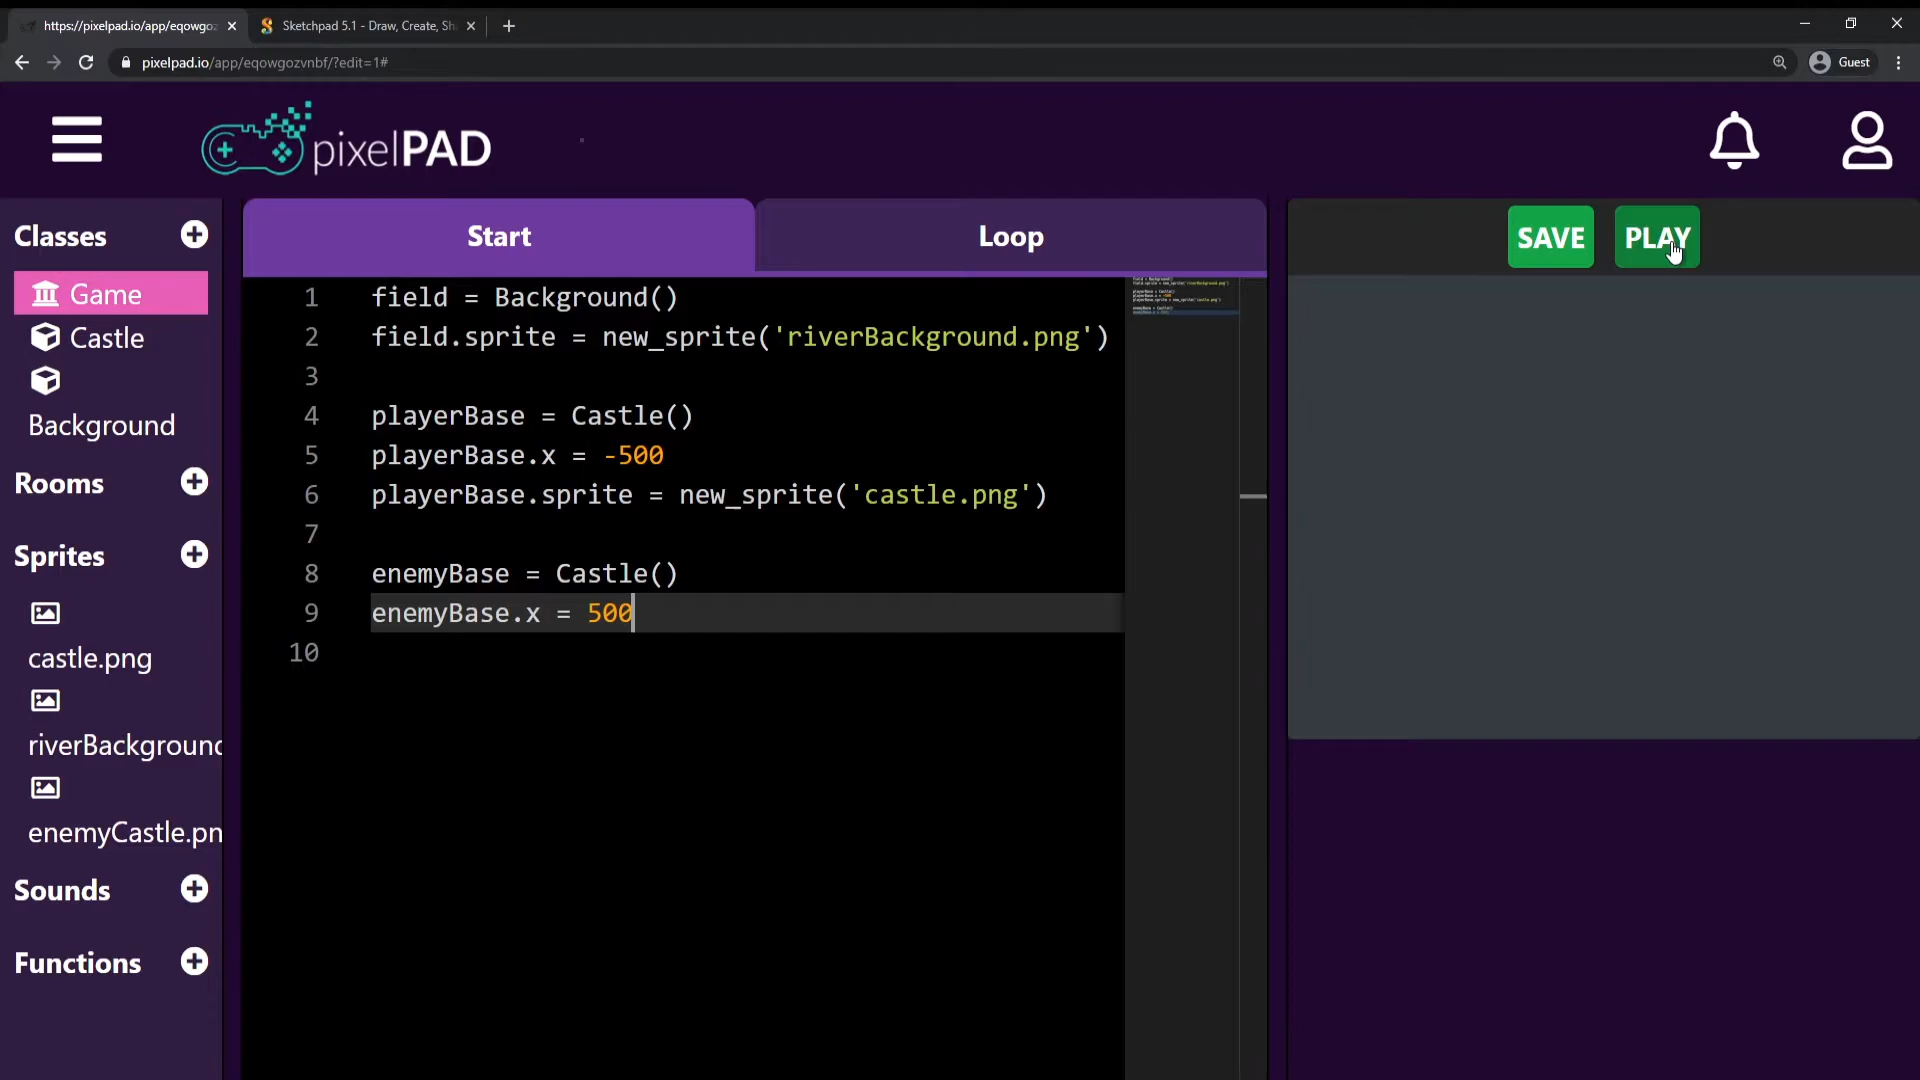 https://pixelpad.io/app/eqowgoz
Sketchpad 5.1 - Draw, Create, Sh
pixelpad.io/app/eqowgozvnbf/?edit=1#
Guest
pixelPAD
Classes
Game
Castle
Background
Rooms
Sprites
castle.png
riverBackground
enemyCastle.pn
Sounds
Functions
Start
Loop
SAVE
PLAY
1 field = Background()
2 field.sprite = new_sprite('riverBackground.png')
3
4 playerBase = Castle()
5 playerBase.x = -500
6 playerBase.sprite = new_sprite('castle.png')
7
8 enemyBase = Castle()
9 enemyBase.x = 500
10